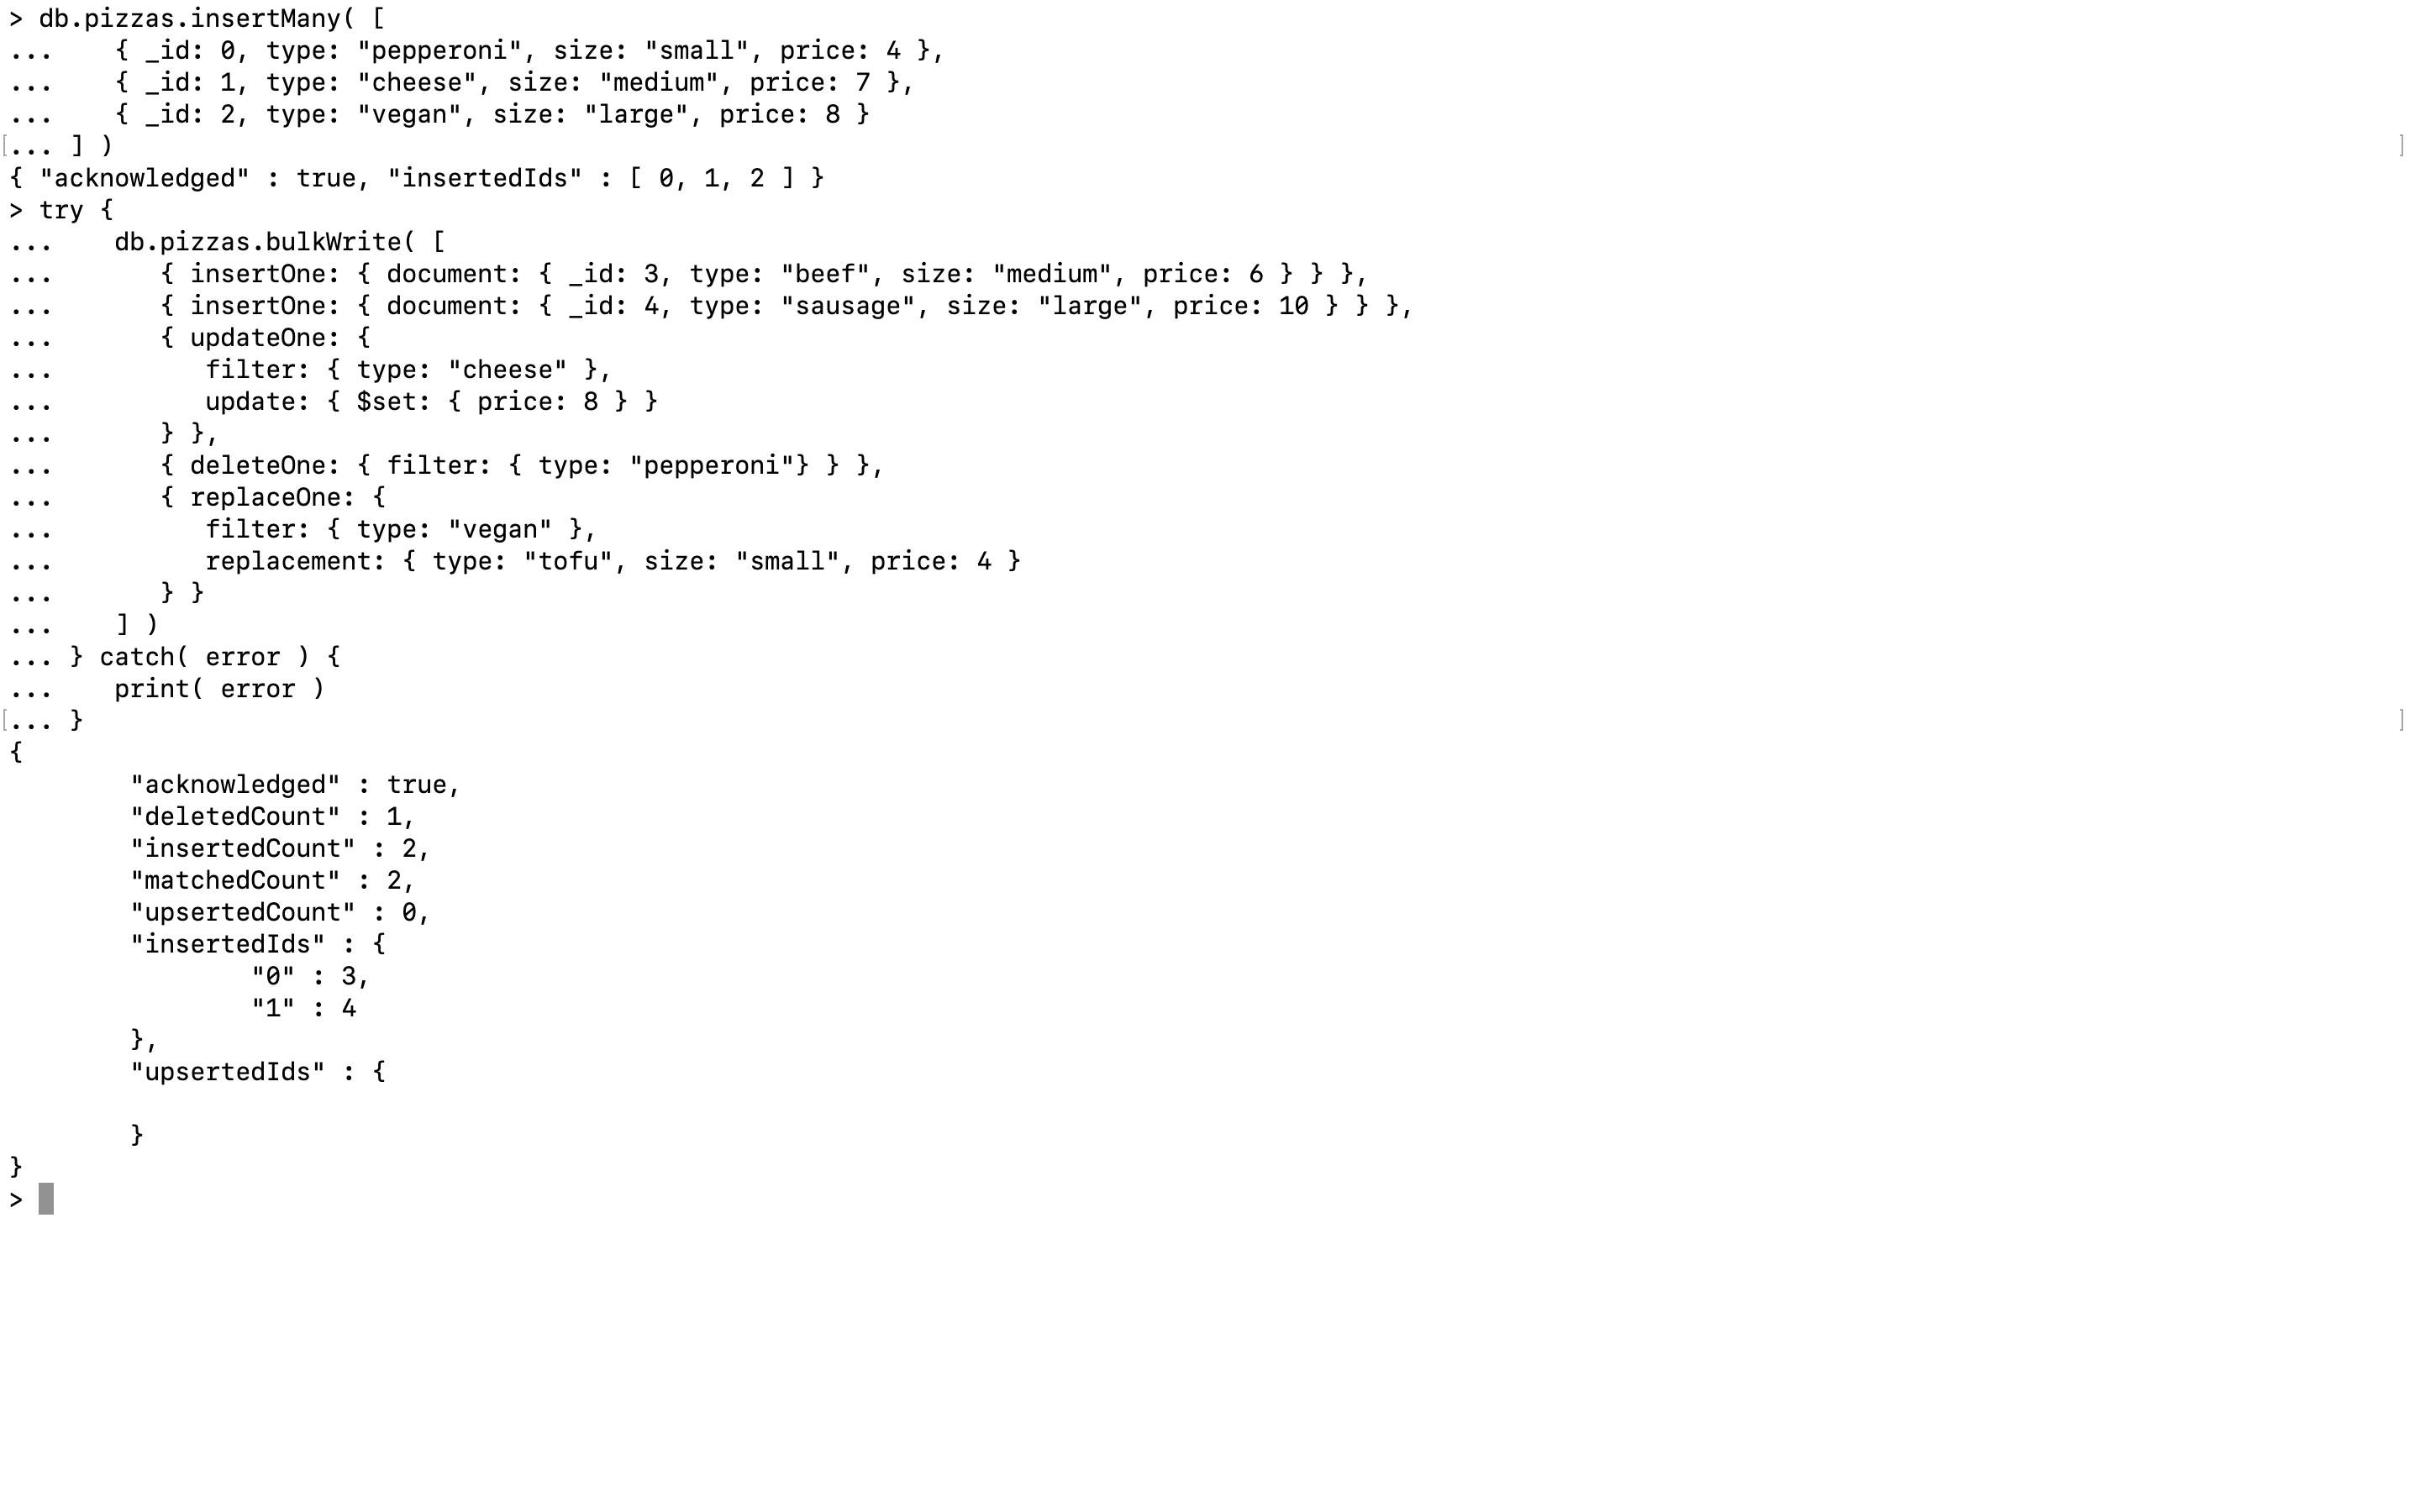 > db.pizzas.insertMany( [
...    { _id: 0, type: "pepperoni", size: "small", price: 4 },
...    { _id: 1, type: "cheese", size: "medium", price: 7 },
...    { _id: 2, type: "vegan", size: "large", price: 8 }
[... ] ) ]
{ "acknowledged" : true, "insertedIds" : [ 0, 1, 2 ] }
> try {
...    db.pizzas.bulkWrite( [
...       { insertOne: { document: { _id: 3, type: "beef", size: "medium", price: 6 } } },
...       { insertOne: { document: { _id: 4, type: "sausage", size: "large", price: 10 } } },
...       { updateOne: {
...          filter: { type: "cheese" },
...          update: { $set: { price: 8 } }
...       } },
...       { deleteOne: { filter: { type: "pepperoni"} } },
...       { replaceOne: {
...          filter: { type: "vegan" },
...          replacement: { type: "tofu", size: "small", price: 4 }
...       } }
...    ] )
... } catch( error ) {
...    print( error )
[... } ]
{
        "acknowledged" : true,
        "deletedCount" : 1,
        "insertedCount" : 2,
        "matchedCount" : 2,
        "upsertedCount" : 0,
        "insertedIds" : {
                "0" : 3,
                "1" : 4
        },
        "upsertedIds" : {
        }
}
>